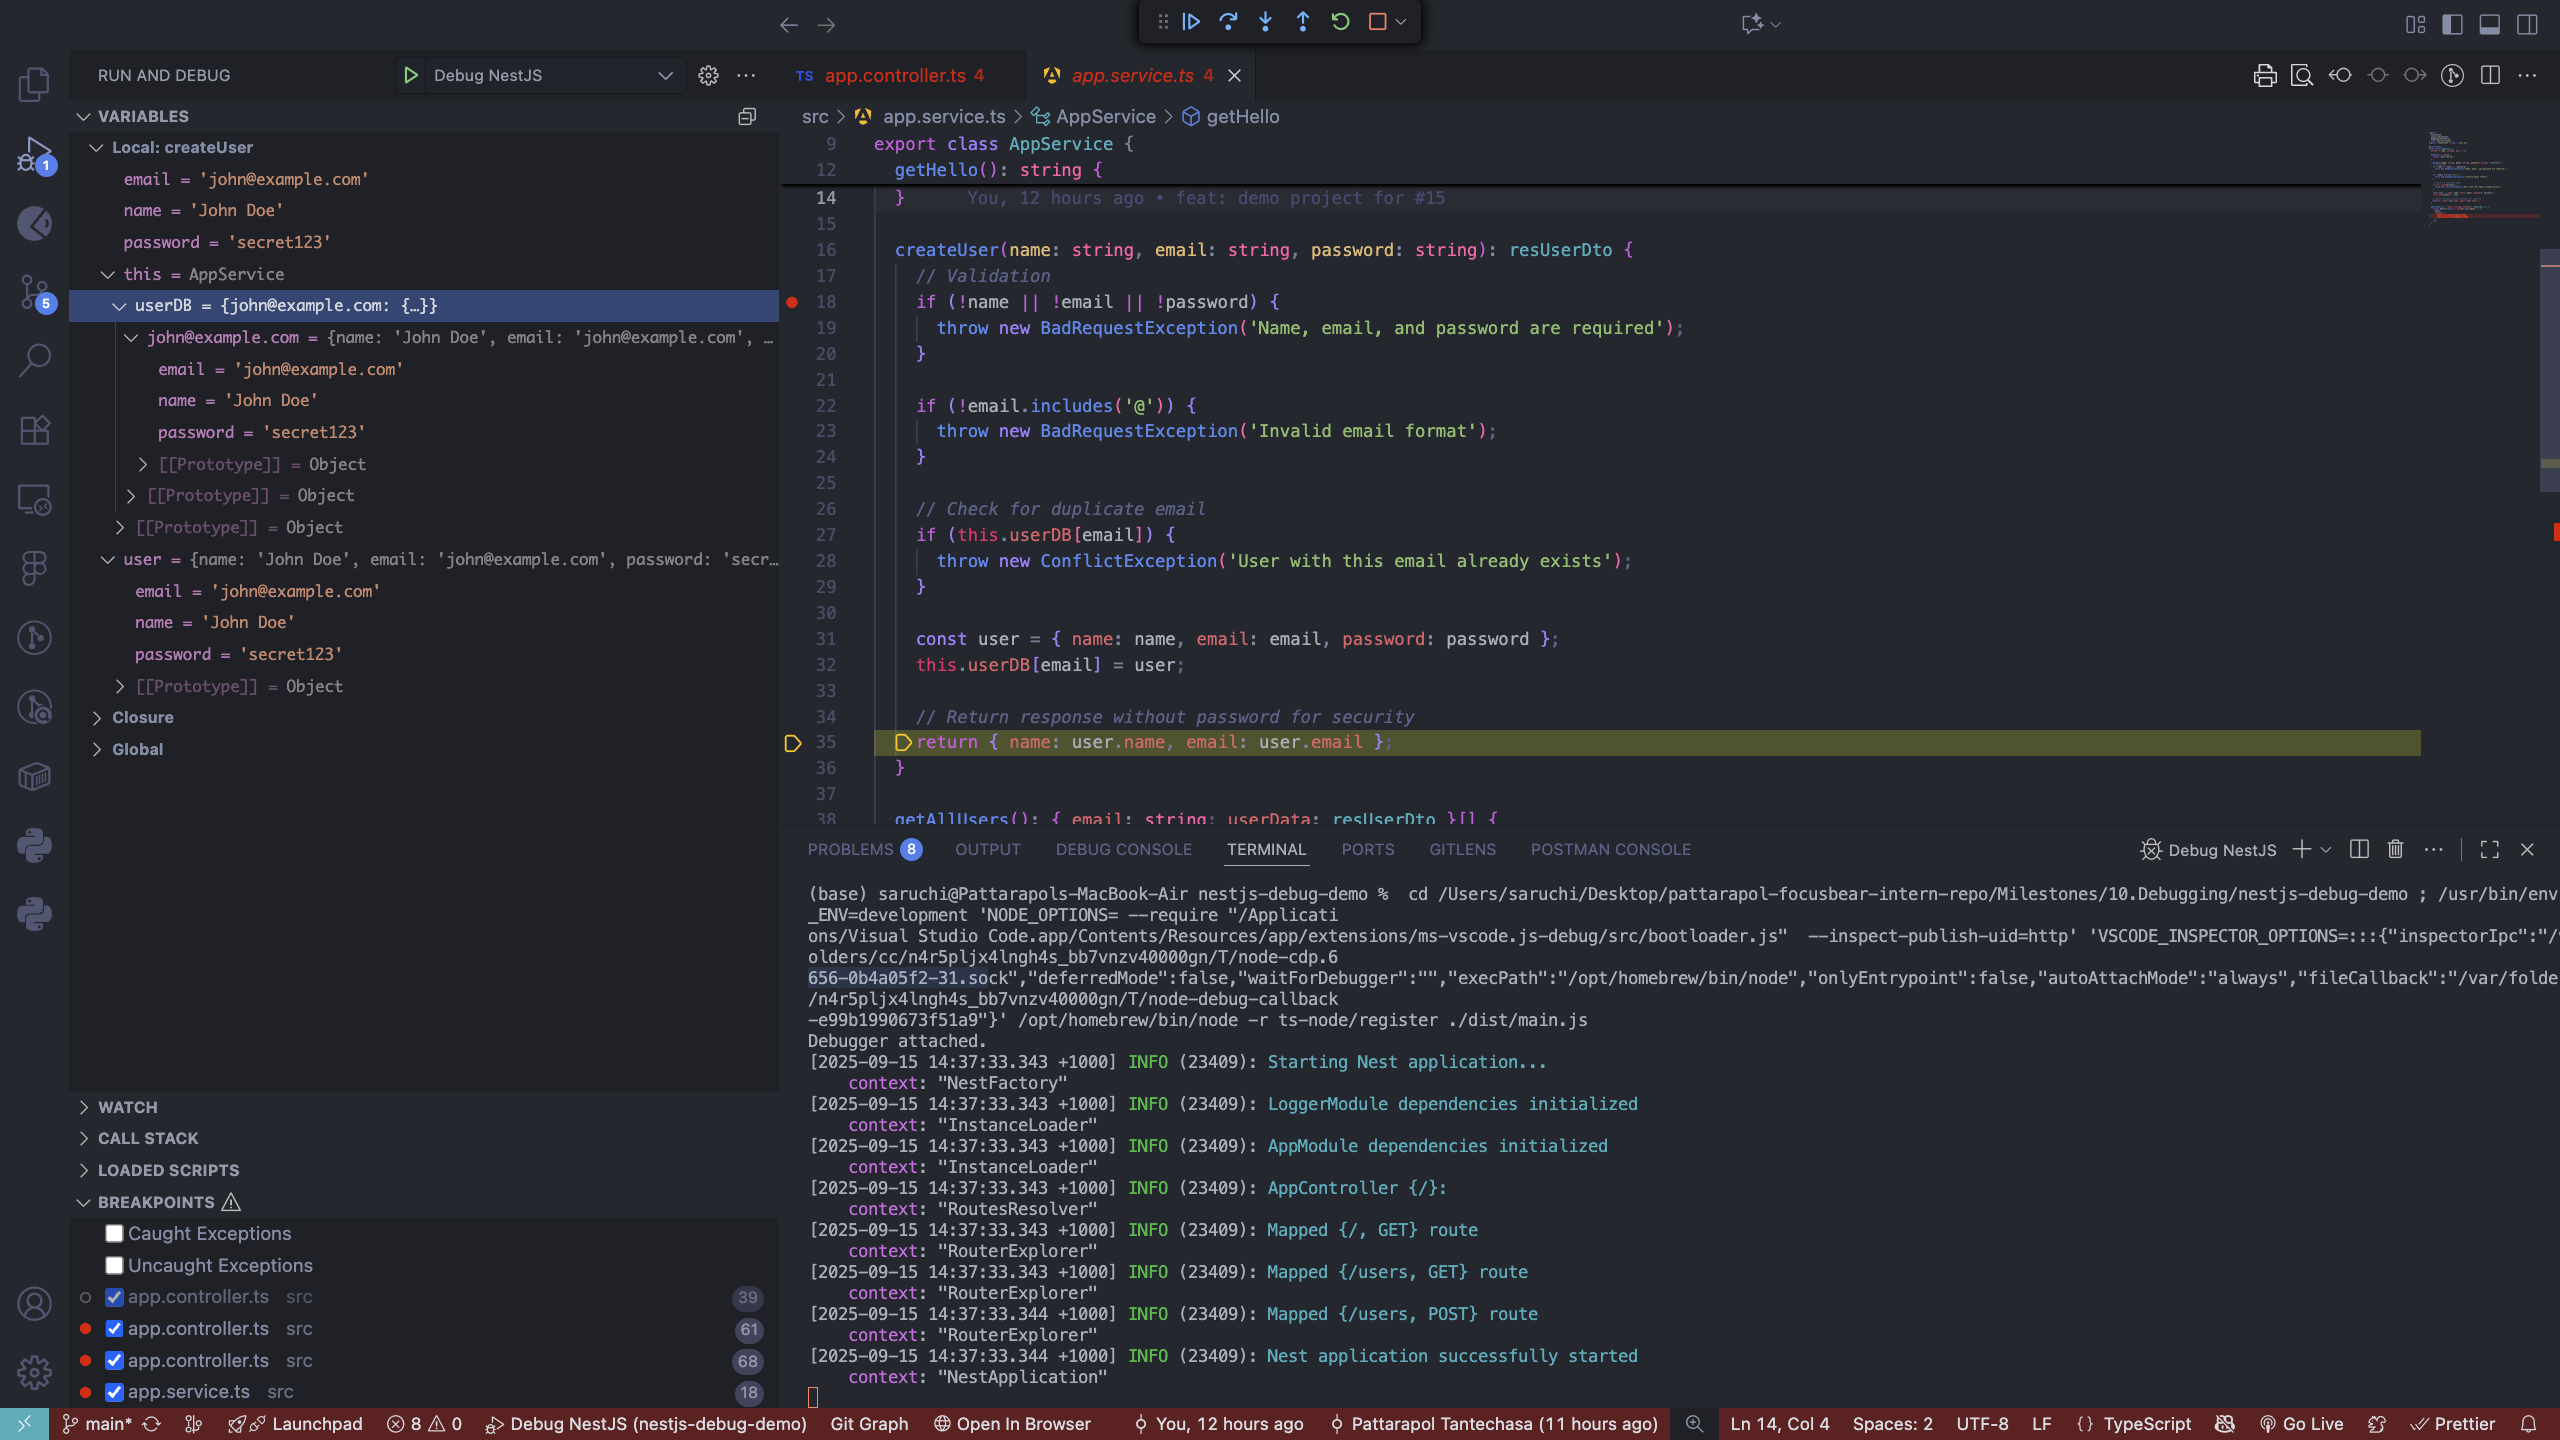 RUN AND DEBUG
Debug NestJS
VARIABLES
Local: createUser
email = 'john@example.com'
name = 'John Doe'
password = 'secret123'
this = AppService
userDB = {john@example.com: {…}}
john@example.com = {name: 'John Doe', email: 'john@example.com', …
email = 'john@example.com'
name = 'John Doe'
password = 'secret123'
[[Prototype]] = Object
[[Prototype]] = Object
[[Prototype]] = Object
user = {name: 'John Doe', email: 'john@example.com', password: 'secr…
email = 'john@example.com'
name = 'John Doe'
password = 'secret123'
[[Prototype]] = Object
Closure
Global
WATCH
CALL STACK
LOADED SCRIPTS
BREAKPOINTS
Caught Exceptions
Uncaught Exceptions
app.controller.ts src 39
app.controller.ts src 61
app.controller.ts src 68
app.service.ts src 18
1
5
TS app.controller.ts 4
app.service.ts 4
src > app.service.ts > AppService > getHello
9 export class AppService {
12 getHello(): string {
14 } You, 12 hours ago • feat: demo project for #15
15
16 createUser(name: string, email: string, password: string): resUserDto {
17 // Validation
18 if (!name || !email || !password) {
19 throw new BadRequestException('Name, email, and password are required');
20 }
21
22 if (!email.includes('@')) {
23 throw new BadRequestException('Invalid email format');
24 }
25
26 // Check for duplicate email
27 if (this.userDB[email]) {
28 throw new ConflictException('User with this email already exists');
29 }
30
31 const user = { name: name, email: email, password: password };
32 this.userDB[email] = user;
33
34 // Return response without password for security
35 return { name: user.name, email: user.email };
36 }
37
38 getAllUsers(): { email: string; userData: resUserDto }[] {
PROBLEMS 8 OUTPUT DEBUG CONSOLE TERMINAL PORTS GITLENS POSTMAN CONSOLE
Debug NestJS
(base) saruchi@Pattarapols-MacBook-Air nestjs-debug-demo %  cd /Users/saruchi/Desktop/pattarapol-focusbear-intern-repo/Milestones/10.Debugging/nestjs-debug-demo ; /usr/bin/env
_ENV=development 'NODE_OPTIONS= --require "/Applicati
ons/Visual Studio Code.app/Contents/Resources/app/extensions/ms-vscode.js-debug/src/bootloader.js"  --inspect-publish-uid=http' 'VSCODE_INSPECTOR_OPTIONS=:::{"inspectorIpc":"/
olders/cc/n4r5pljx4lngh4s_bb7vnzv40000gn/T/node-cdp.6
656-0b4a05f2-31.sock","deferredMode":false,"waitForDebugger":"","execPath":"/opt/homebrew/bin/node","onlyEntrypoint":false,"autoAttachMode":"always","fileCallback":"/var/folde
/n4r5pljx4lngh4s_bb7vnzv40000gn/T/node-debug-callback
-e99b1990673f51a9"}' /opt/homebrew/bin/node -r ts-node/register ./dist/main.js
Debugger attached.
[2025-09-15 14:37:33.343 +1000] INFO (23409): Starting Nest application...
context: "NestFactory"
[2025-09-15 14:37:33.343 +1000] INFO (23409): LoggerModule dependencies initialized
context: "InstanceLoader"
[2025-09-15 14:37:33.343 +1000] INFO (23409): AppModule dependencies initialized
context: "InstanceLoader"
[2025-09-15 14:37:33.343 +1000] INFO (23409): AppController {/}:
context: "RoutesResolver"
[2025-09-15 14:37:33.343 +1000] INFO (23409): Mapped {/, GET} route
context: "RouterExplorer"
[2025-09-15 14:37:33.343 +1000] INFO (23409): Mapped {/users, GET} route
context: "RouterExplorer"
[2025-09-15 14:37:33.344 +1000] INFO (23409): Mapped {/users, POST} route
context: "RouterExplorer"
[2025-09-15 14:37:33.344 +1000] INFO (23409): Nest application successfully started
context: "NestApplication"
main* Launchpad 8 0 Debug NestJS (nestjs-debug-demo) Git Graph Open In Browser You, 12 hours ago Pattarapol Tantechasa (11 hours ago) Ln 14, Col 4 Spaces: 2 UTF-8 LF {} TypeScript Go Live Prettier